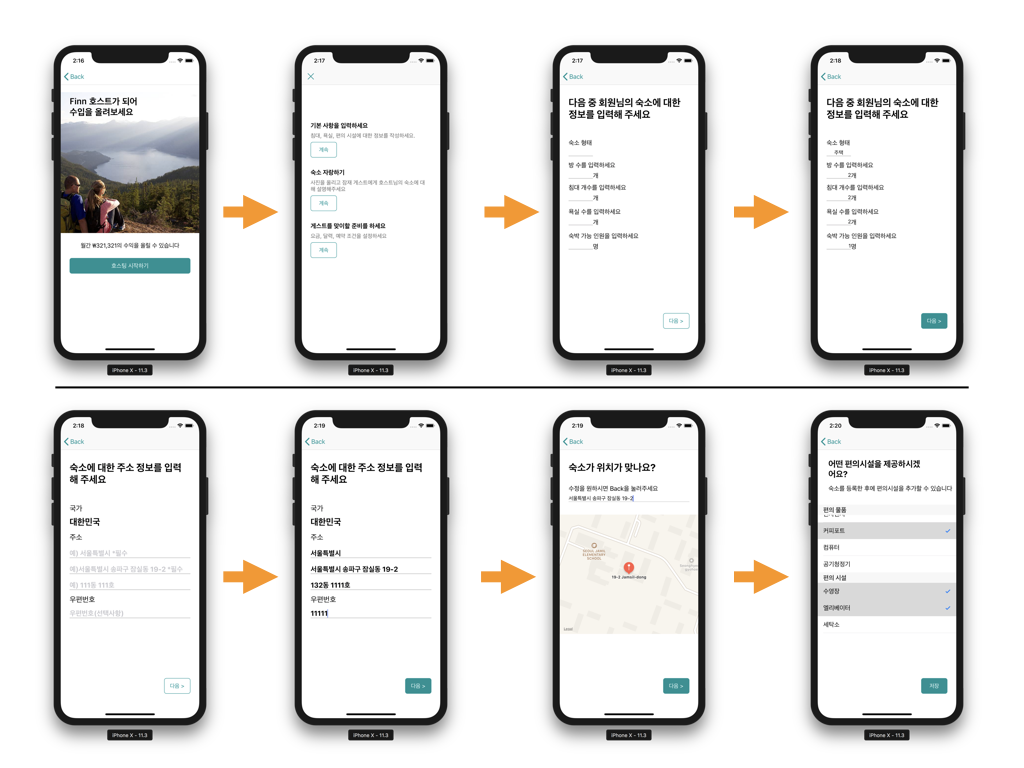 2:16
Back
Finn 호스트가 되어
수입을 올려보세요
월간 ₩321,321의 수익을 올릴 수 있습니다
호스팅 시작하기
iPhone X - 11.3
2:17
기본 사항을 입력하세요
침대, 욕실, 편의 시설에 대한 정보를 작성하세요.
계속
숙소 자랑하기
사진을 올리고 잠재 게스트에게 호스트님의 숙소에 대
해 설명해주세요
계속
게스트를 맞이할 준비를 하세요
요금, 달력, 예약 조건을 설정하세요
계속
iPhone X - 11.3
2:17
Back
다음 중 회원님의 숙소에 대한
정보를 입력해 주세요
숙소 형태
방 수를 입력하세요
개
침대 개수를 입력하세요
개
욕실 수를 입력하세요
개
숙박 가능 인원을 입력하세요
명
다음 >
iPhone X - 11.3
2:18
Back
다음 중 회원님의 숙소에 대한
정보를 입력해 주세요
숙소 형태
주택
방 수를 입력하세요
2개
침대 개수를 입력하세요
2개
욕실 수를 입력하세요
2개
숙박 가능 인원을 입력하세요
1명
다음 >
iPhone X - 11.3
2:18
Back
숙소에 대한 주소 정보를 입력
해 주세요
국가
대한민국
주소
예) 서울특별시 *필수
예)서울특별시 송파구 잠실동 19-2 *필수
예) 111동 111호
우편번호
우편번호(선택사항)
다음 >
iPhone X - 11.3
2:19
Back
숙소에 대한 주소 정보를 입력
해 주세요
국가
대한민국
주소
서울특별시
서울특별시 송파구 잠실동 19-2
132동 1111호
우편번호
11111
다음 >
iPhone X - 11.3
2:19
Back
숙소가 위치가 맞나요?
수정을 원하시면 Back을 눌러주세요
서울특별시 송파구 잠실동 19-2
SEOUL JAMIL
ELEMENTARY
SCHOOL
19-2 Jamsil-dong
Legal
다음 >
iPhone X - 11.3
2:20
Back
어떤 편의시설을 제공하시겠
어요?
숙소를 등록한 후에 편의시설을 추가할 수 있습니다
편의 물품
커피포트
컴퓨터
공기청정기
편의 시설
수영장
엘리베이터
세탁소
저장
iPhone X - 11.3